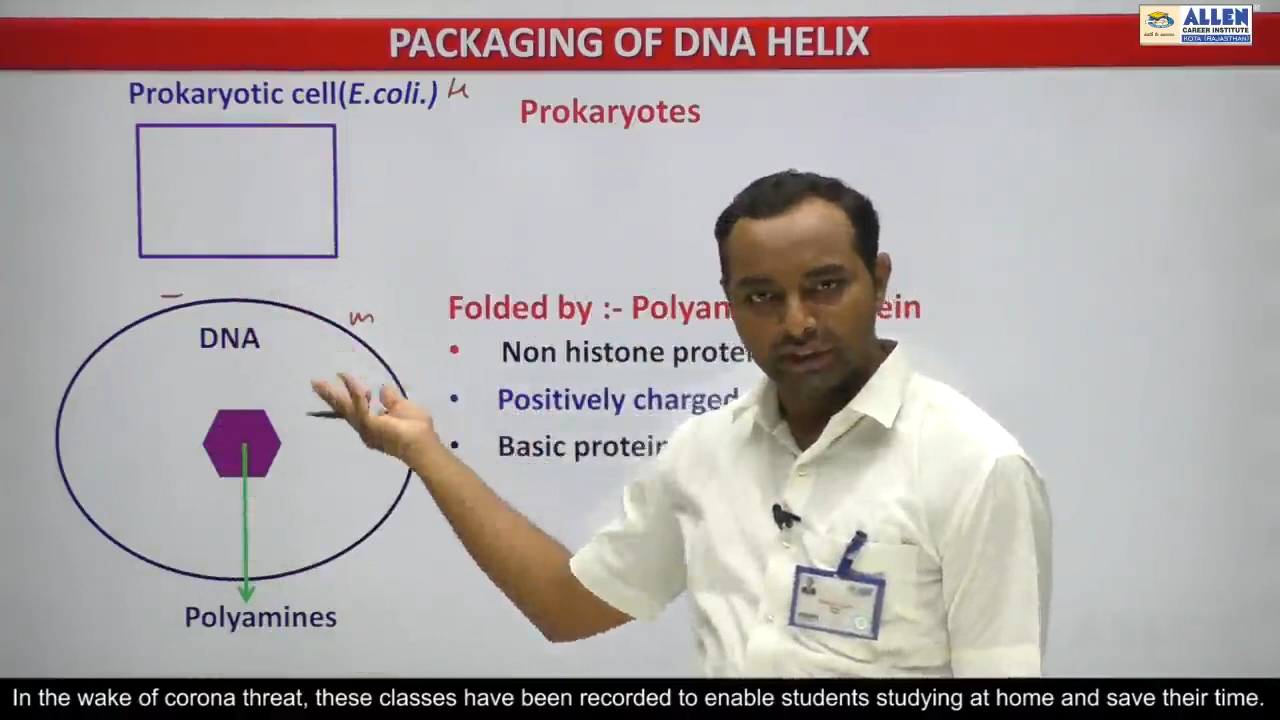 PACKAGING OF DNA HELIX
ALLEN
CAREER INSTITUTE
KOTA (RAJASTHAN)
Prokaryotic cell(E.coli.) μ
Prokaryotes
DNA
m
Folded by :- Polyam ein
• Non histone protei
• Positively charged
• Basic protein
Polyamines
In the wake of corona threat, these classes have been recorded to enable students studying at home and save their time.